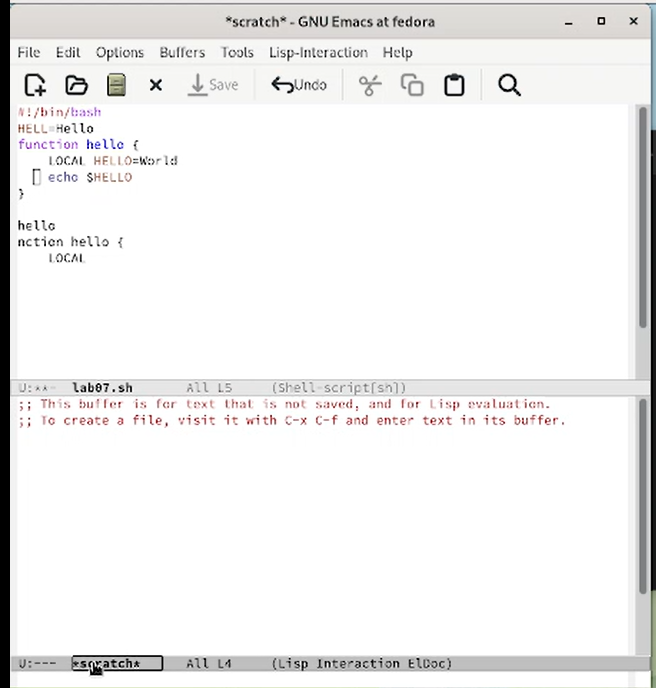 *scratch* - GNU Emacs at fedora
File Edit Options Buffers Tools Lisp-Interaction Help
Save Undo
#!/bin/bash
HELL=Hello
function hello {
    LOCAL HELLO=World
    echo $HELLO
}
hello
nction hello {
    LOCAL
U:**-  lab07.sh       All L5     (Shell-script[sh])
;; This buffer is for text that is not saved, and for Lisp evaluation.
;; To create a file, visit it with C-x C-f and enter text in its buffer.
U:---  *scratch*      All L4     (Lisp Interaction ElDoc)